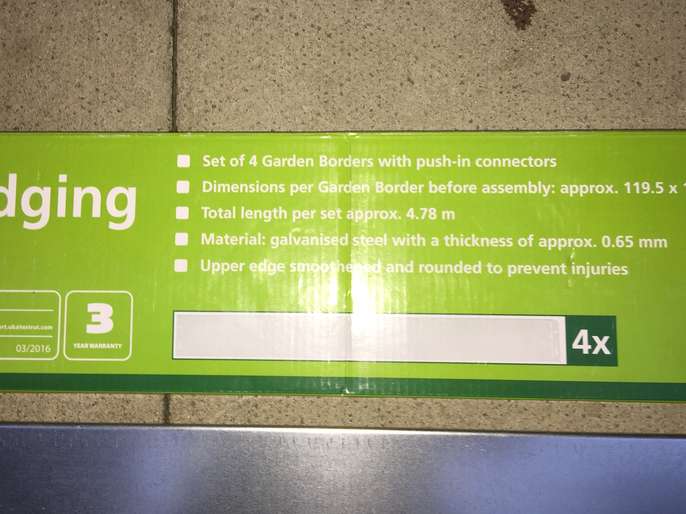 dging
Set of 4 Garden Borders with push-in connectors
Dimensions per Garden Border before assembly: approx. 119.5 x
Total length per set approx. 4.78 m
Material: galvanised steel with a thickness of approx. 0.65 mm
Upper edge smoothened and rounded to prevent injuries
03/2016
3
YEAR WARRANTY
4x